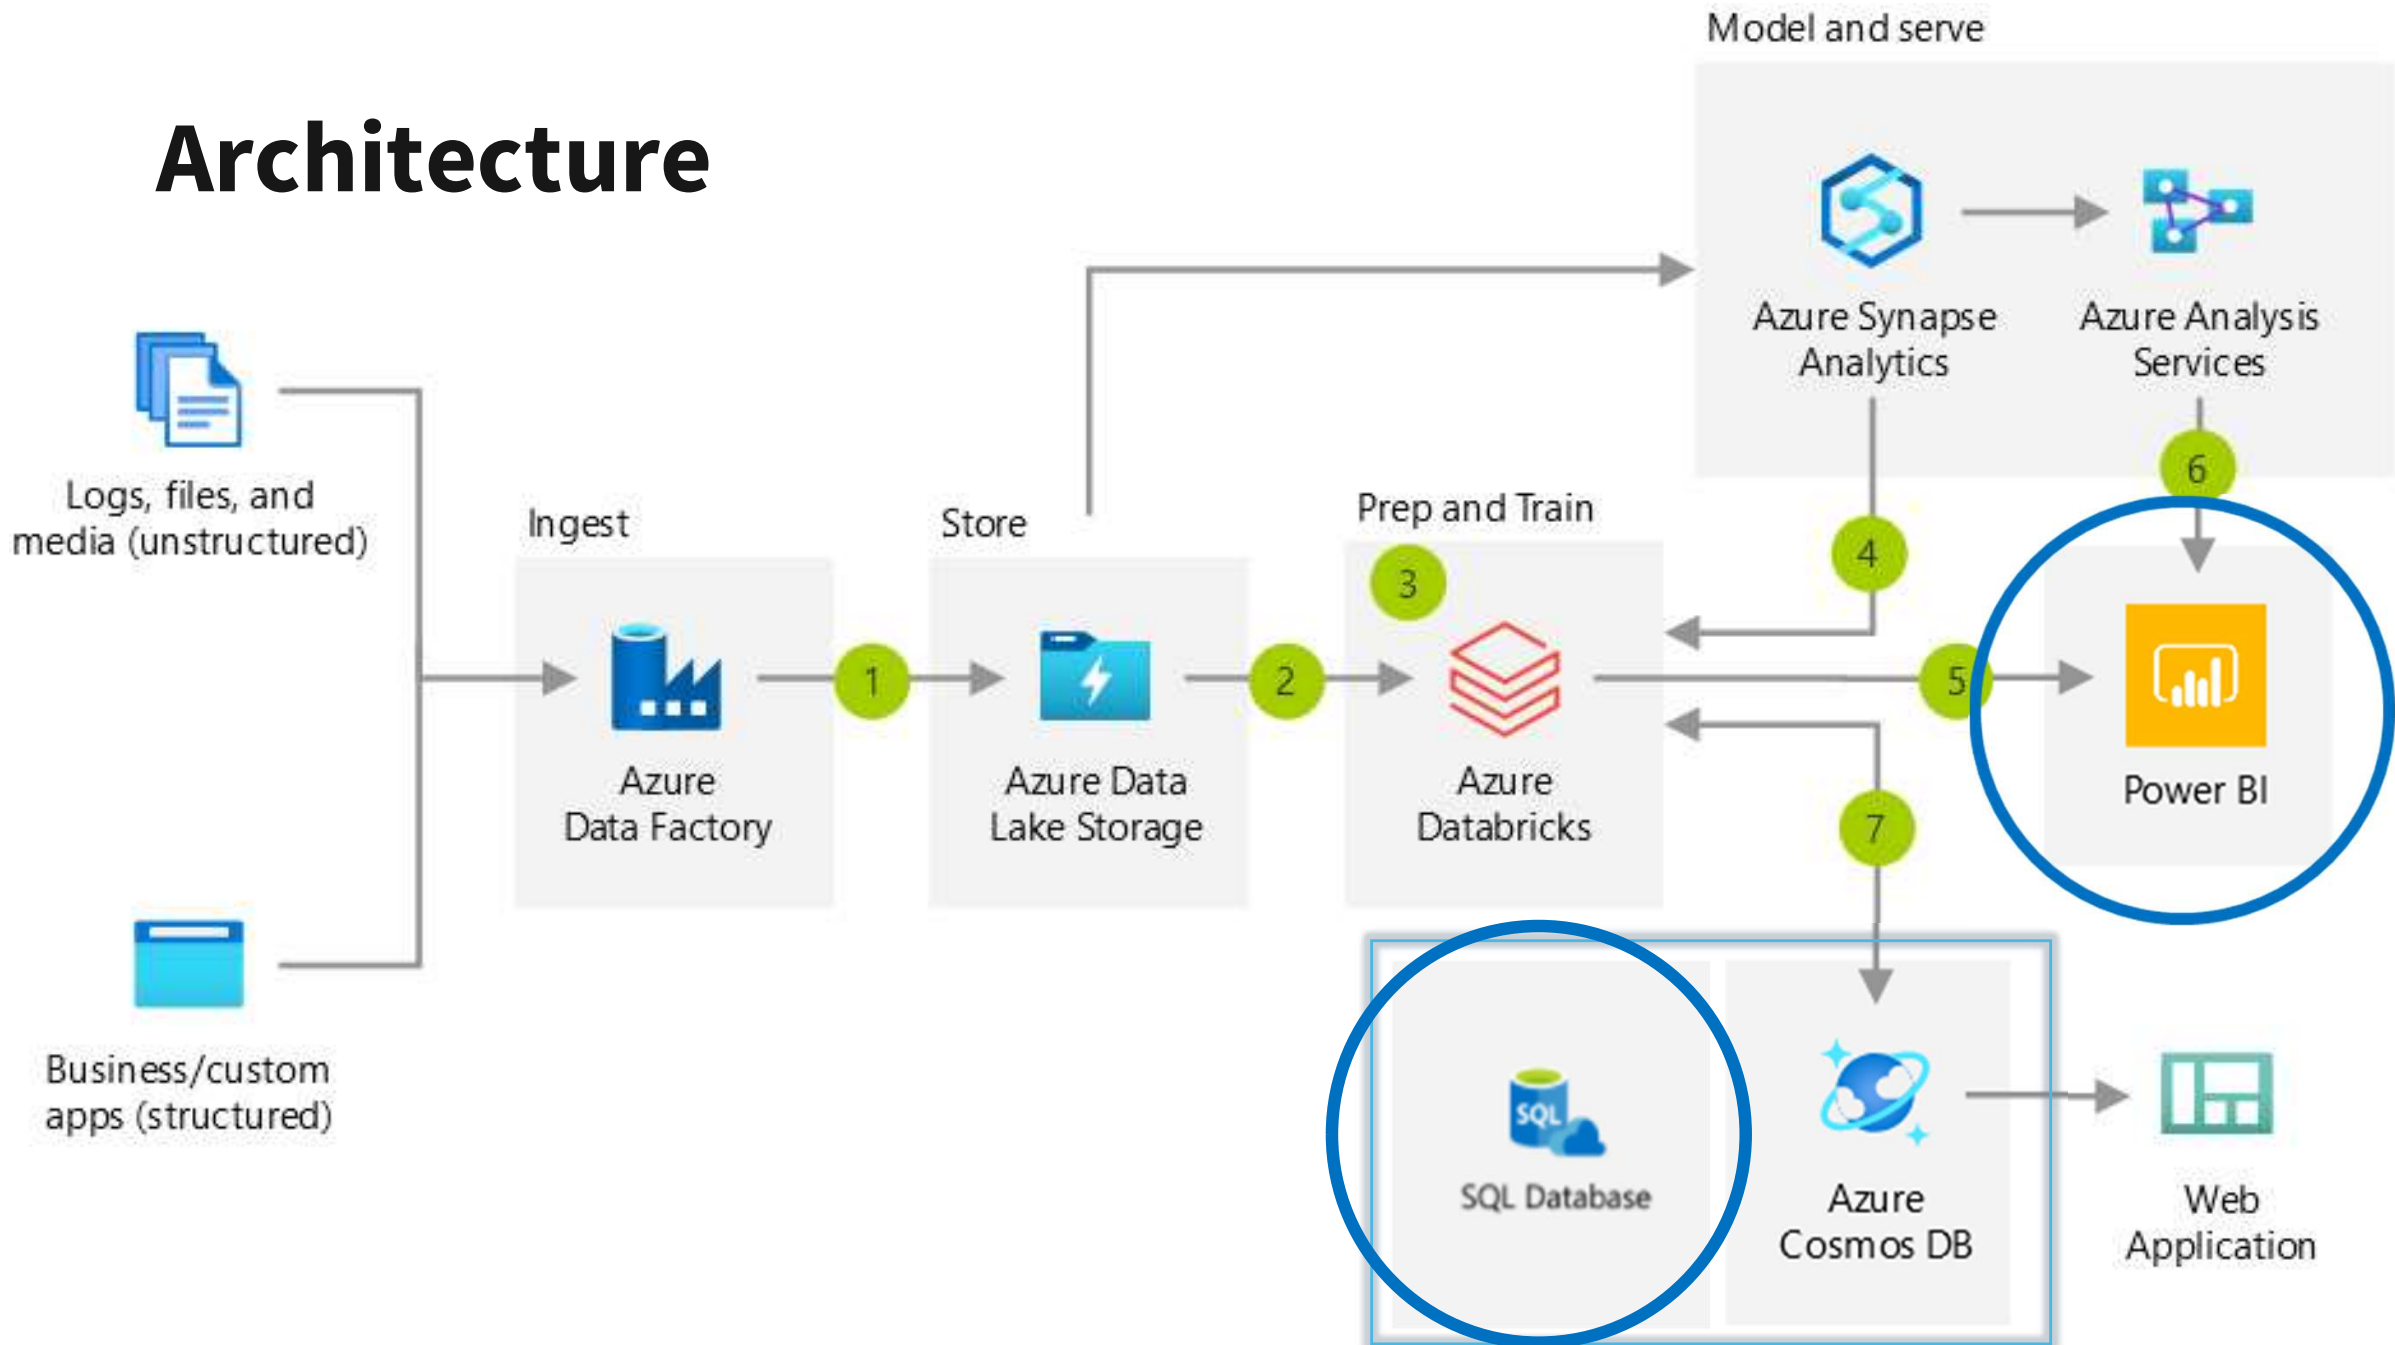 Architecture
Model and serve
Azure Synapse
Analytics
Azure Analysis
Services
6
Logs, files, and
media (unstructured)
Ingest
Store
Prep and Train
3
4
1
2
5
Azure
Data Factory
Azure Data
Lake Storage
Azure
Databricks
Power BI
7
Business/custom
apps (structured)
SQL
SQL Database
Azure
Cosmos DB
Web
Application